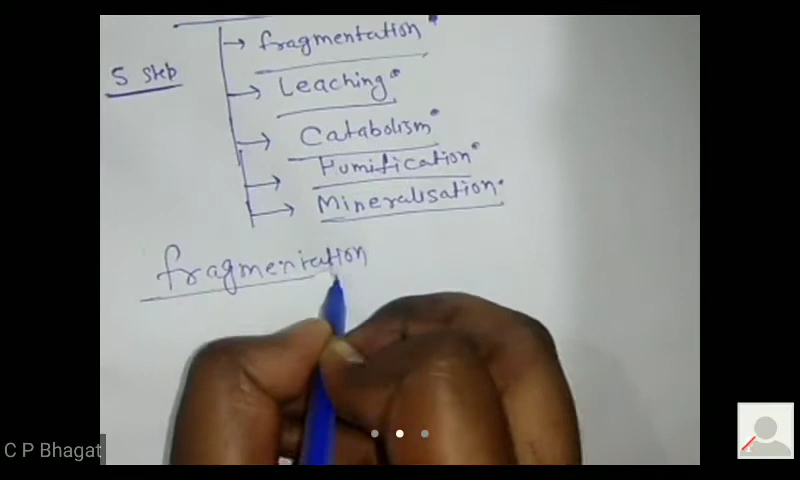 fragmentation
5 step
Leaching
Catabolism
Humification
Mineralisation
fragmentation
C P Bhagat